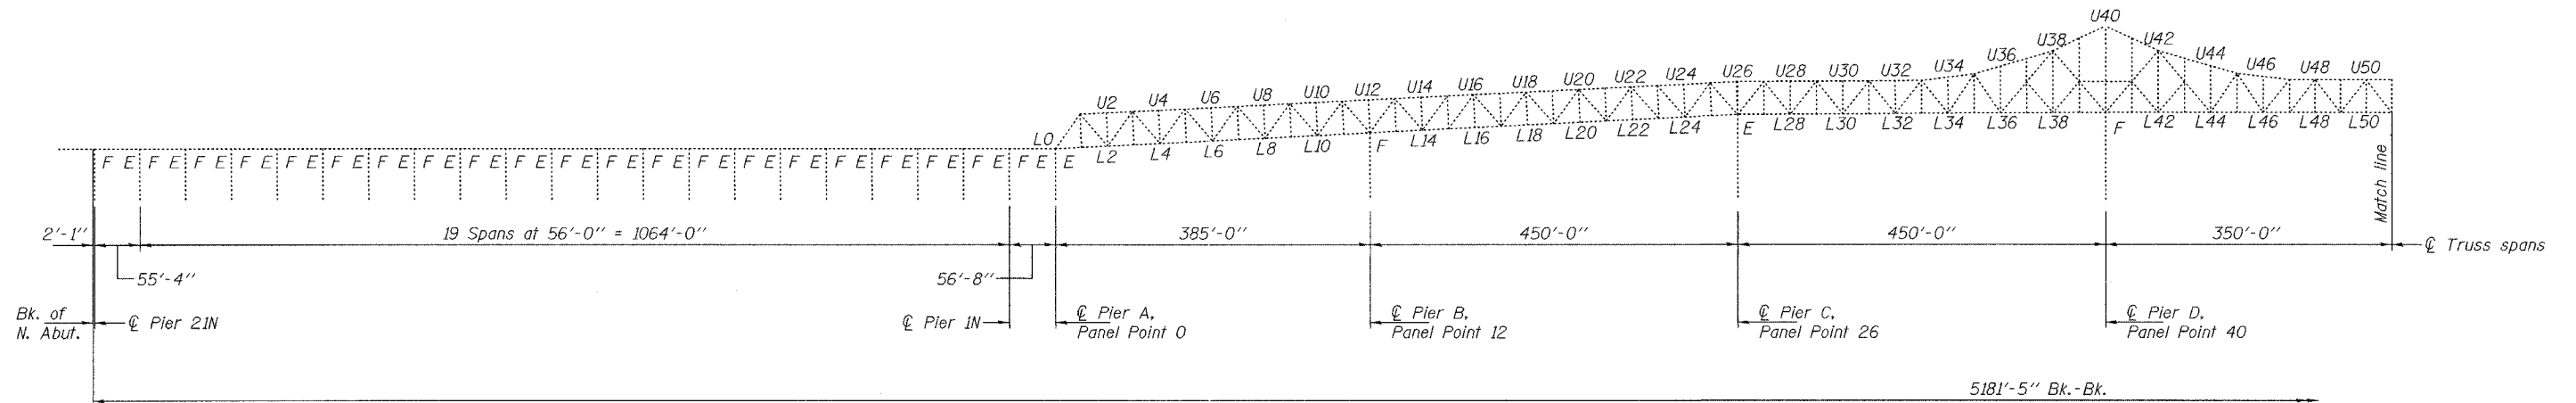 U40
U38 U42
U36 U44
U34 U46
U2 U4 U6 U8 U10 U12 U14 U16 U18 U20 U22 U24 U26 U28 U30 U32 U48 U50
L0
L2 L4 L6 L8 L10 F L14 L16 L18 L20 L22 L24 E L28 L30 L32 L34 L36 L38 F L42 L44 L46 L48 L50
F E F E F E F E F E F E F E F E F E F E F E F E F E F E F E F E F E F E F E F E F E E
Match line
2'-1" 19 Spans at 56'-0" = 1064'-0" 385'-0" 450'-0" 450'-0" 350'-0" ℄ Truss spans
55'-4" 56'-8"
Bk. of
N. Abut.
℄ Pier 21N
℄ Pier 1N
℄ Pier A,
Panel Point 0
℄ Pier B,
Panel Point 12
℄ Pier C,
Panel Point 26
℄ Pier D,
Panel Point 40
5181'-5" Bk.-Bk.